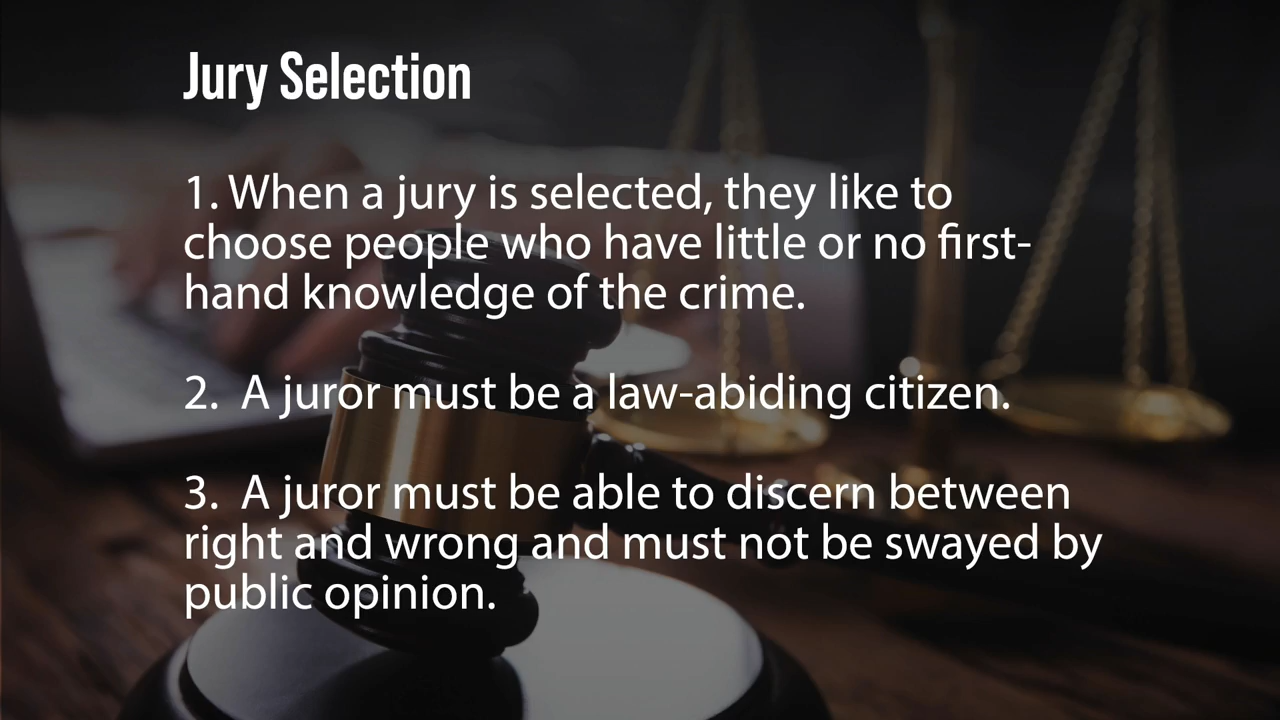 Jury Selection
1. When a jury is selected, they like to
choose people who have little or no first-
hand knowledge of the crime.
2.  A juror must be a law-abiding citizen.
3.  A juror must be able to discern between
right and wrong and must not be swayed by
public opinion.